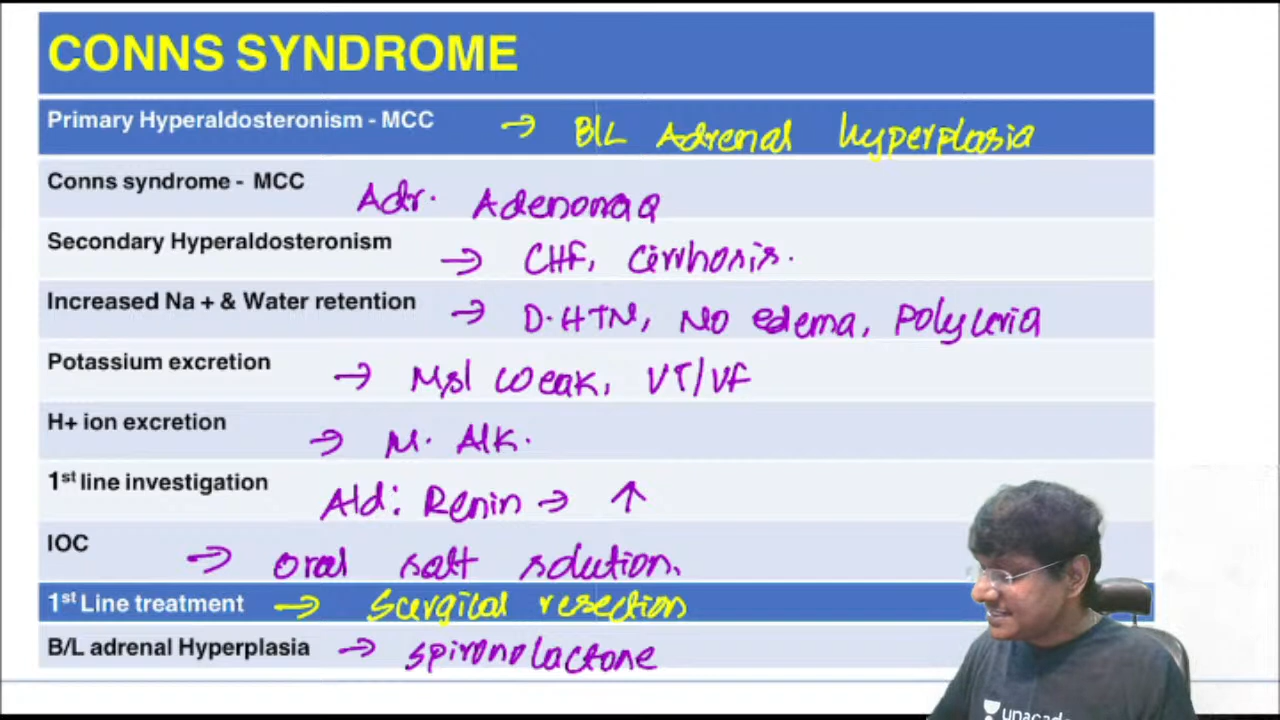 CONNS SYNDROME
Primary Hyperaldosteronism - MCC → B/L Adrenal hyperplasia
Conns syndrome - MCC Adr. Adenoma
Secondary Hyperaldosteronism → CHF, Cirrhosis.
Increased Na + & Water retention → D.HTN, No edema, Polyuria
Potassium excretion → Msl weak, VT/VF
H+ ion excretion → M. Alk.
1st line investigation Ald: Renin → ↑
IOC → oral salt solution.
1st Line treatment → Surgical resection
B/L adrenal Hyperplasia → spironolactone
unacad